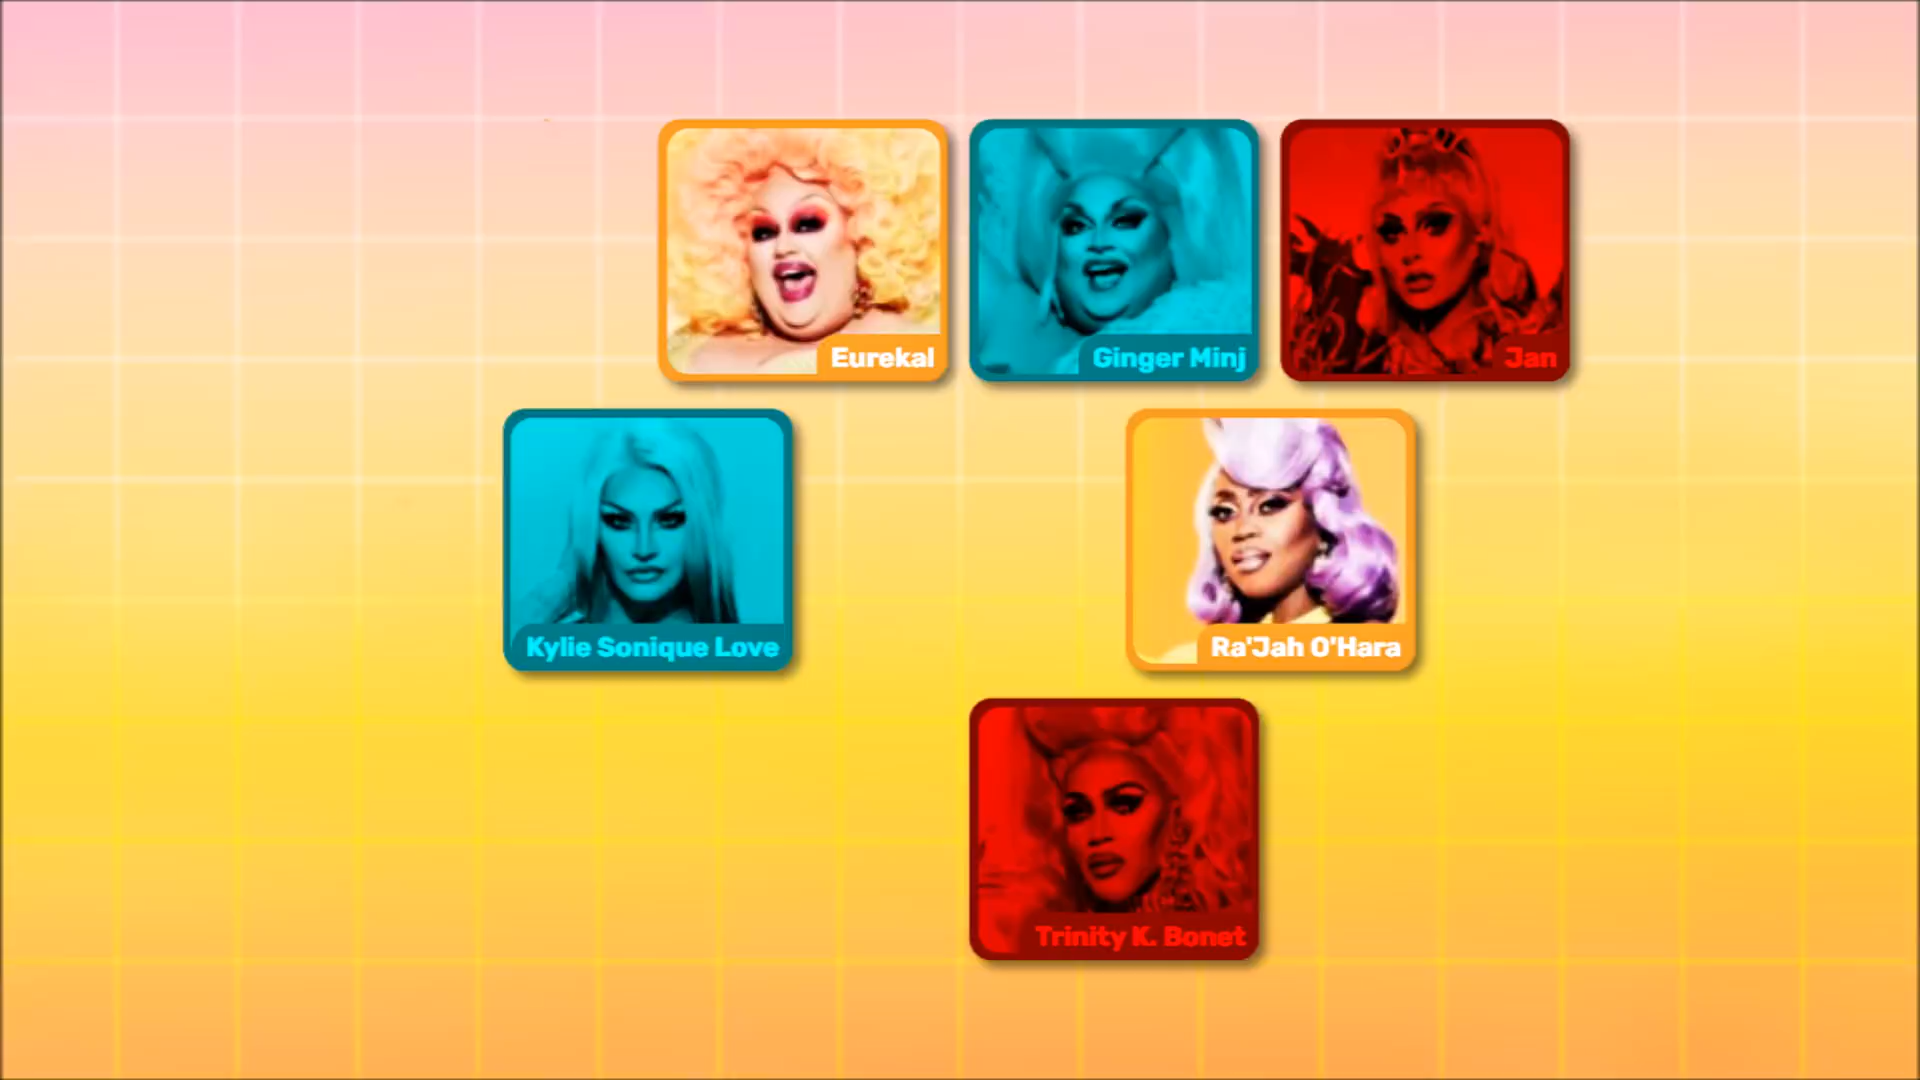 Eureka!
Ginger Minj
Jan
Kylie Sonique Love
Ra'Jah O'Hara
Trinity K. Bonet